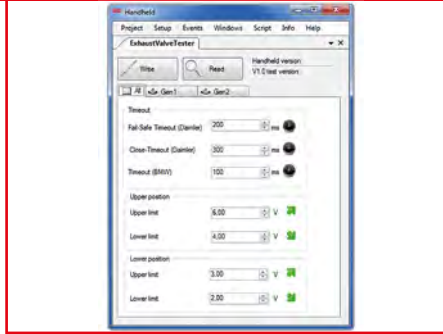 Handheld
Project Setup Events Windows Script Info Help
ExhaustValveTester
Write Read Handheld version
V1.0 test version
All Gen1 Gen2
Timeout
Fail-Safe Timeout (Daimler) 200 ms
Close-Timeout (Daimler) 300 ms
Timeout (BMW) 100 ms
Upper position
Upper limit 6,00 V
Lower limit 4,00 V
Lower position
Upper limit 3,00 V
Lower limit 2,00 V